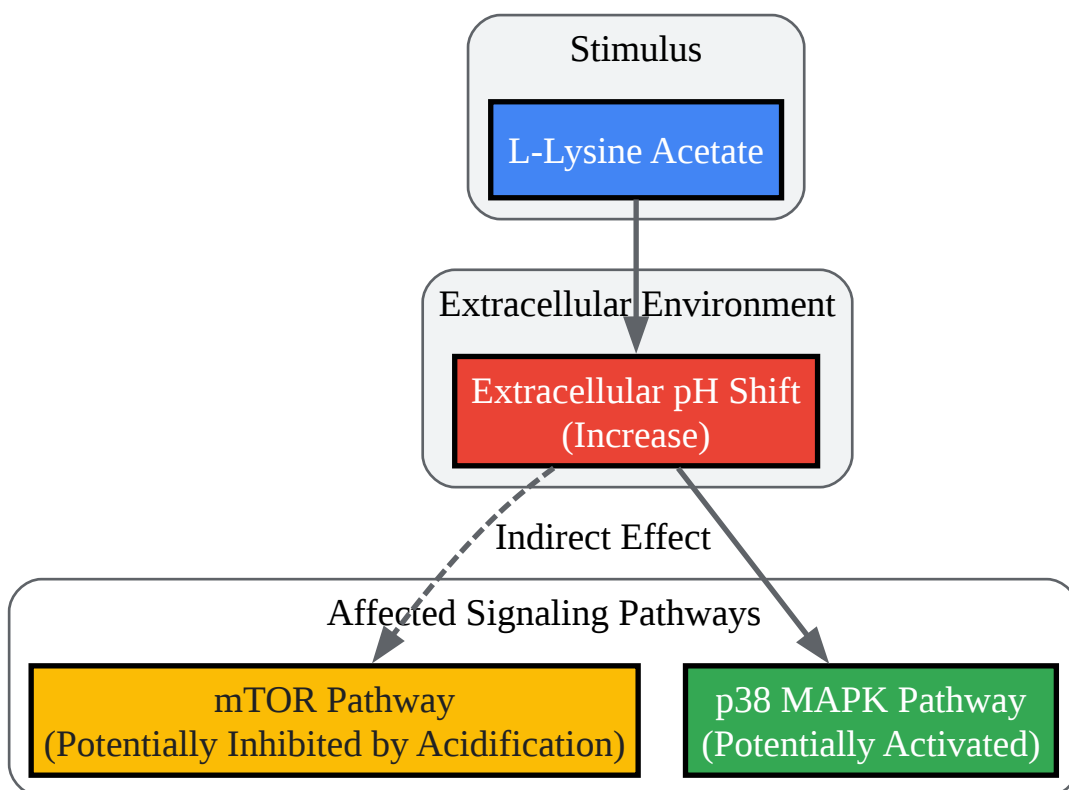 Stimulus
L-Lysine Acetate
Extracellular Environment
Extracellular pH Shift
(Increase)
Indirect Effect
Affected Signaling Pathways
mTOR Pathway
(Potentially Inhibited by Acidification)
p38 MAPK Pathway
(Potentially Activated)